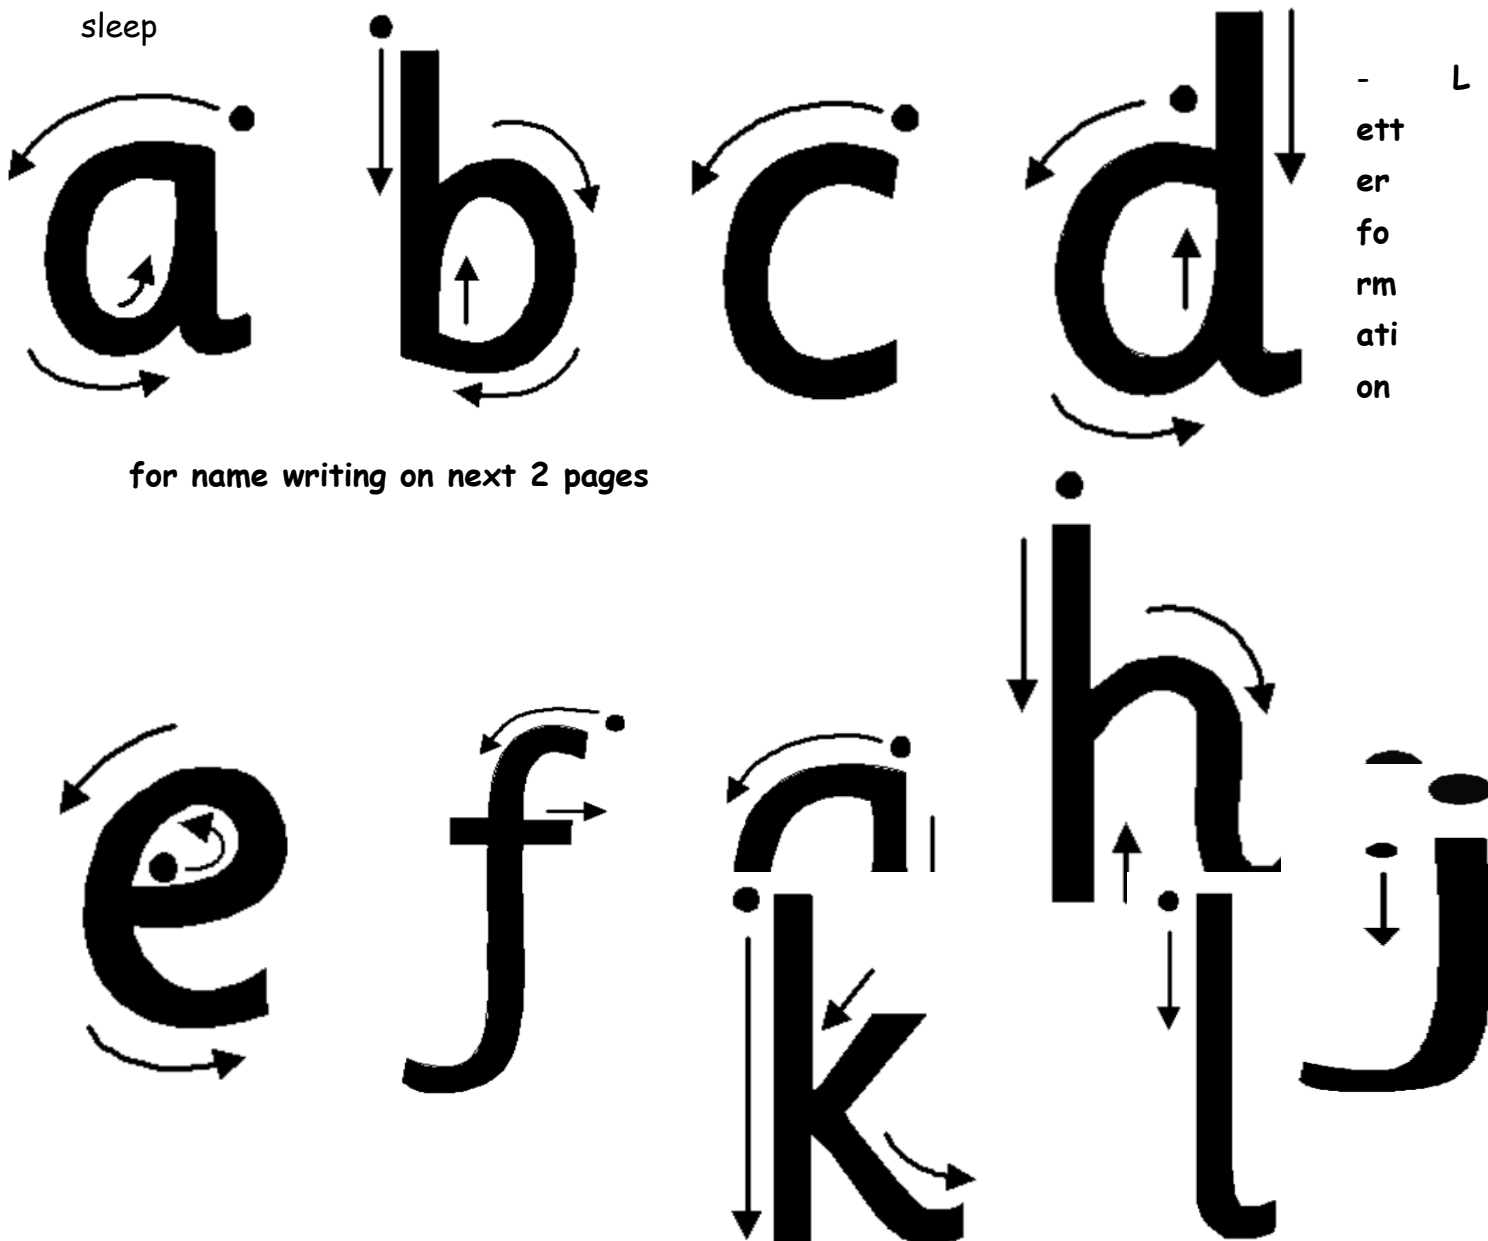 sleep
a b c d
- L
ett
er
fo
rm
ati
on
for name writing on next 2 pages
e f h j
k l